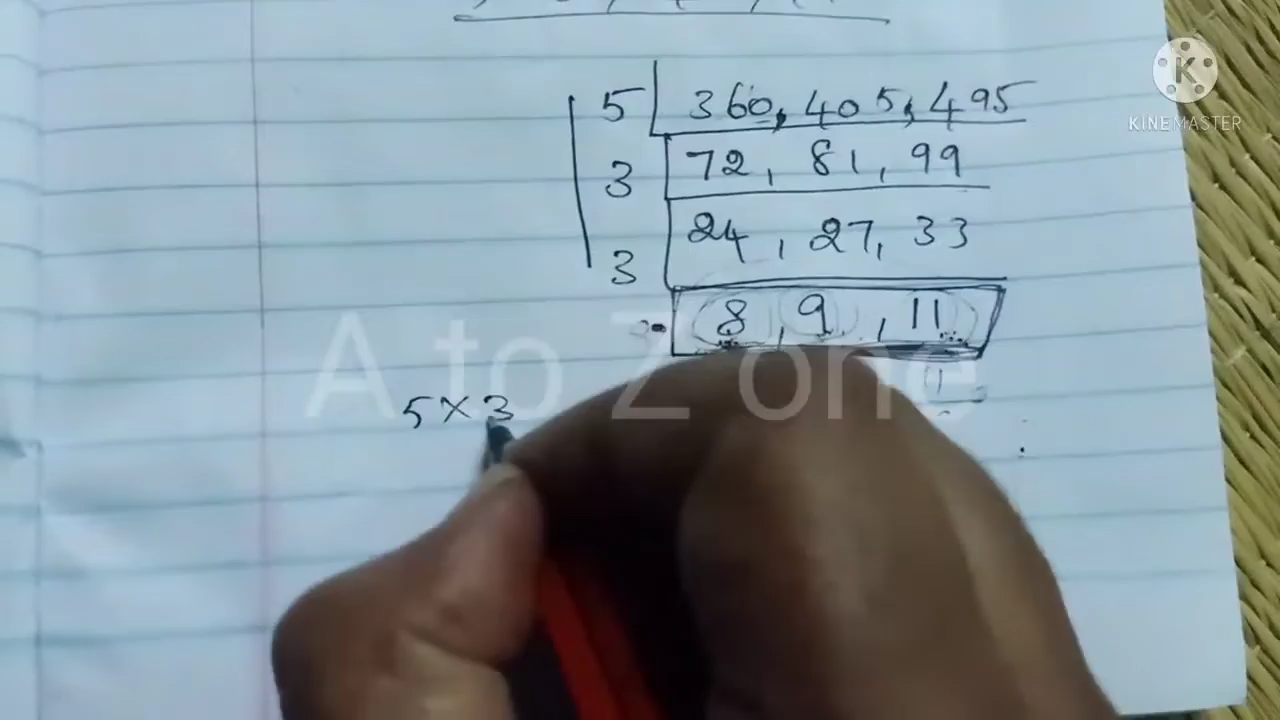 5 360, 405, 495
KINEMASTER
3 72, 81, 99
3 24, 27, 33
8, 9, 11
A to Z one
5×3